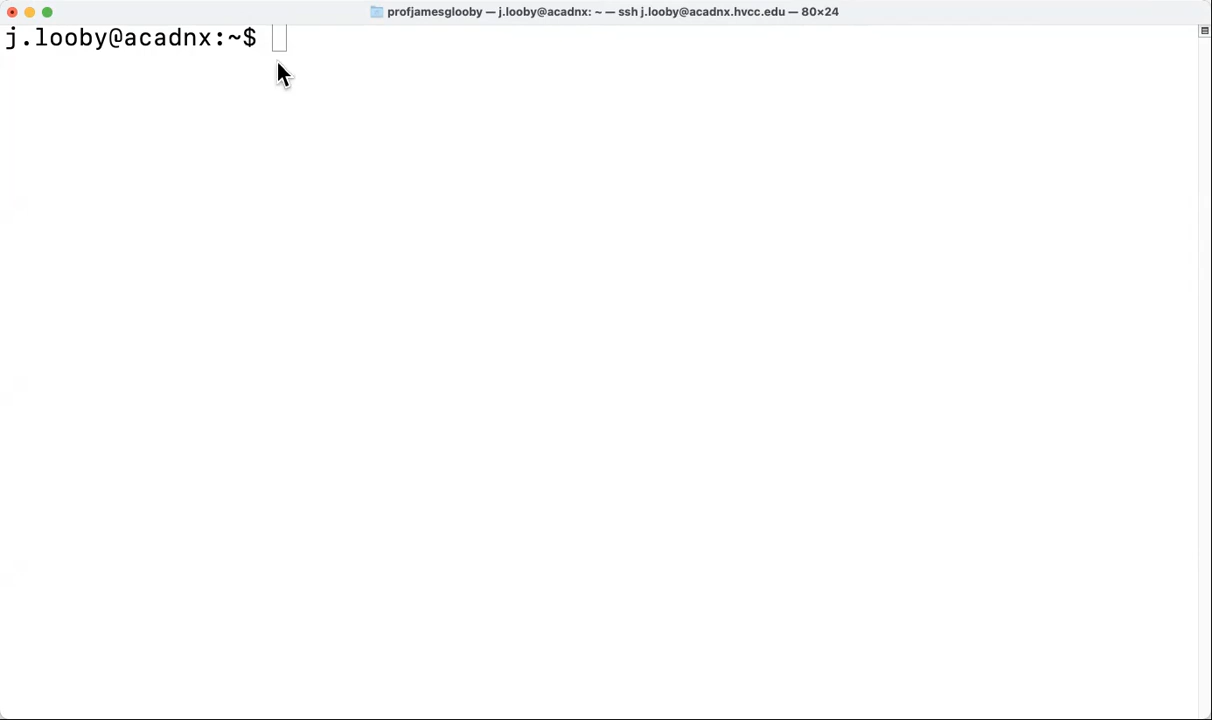 profjamesglooby — j.looby@acadnx: ~ — ssh j.looby@acadnx.hvcc.edu — 80×24
j.looby@acadnx:~$